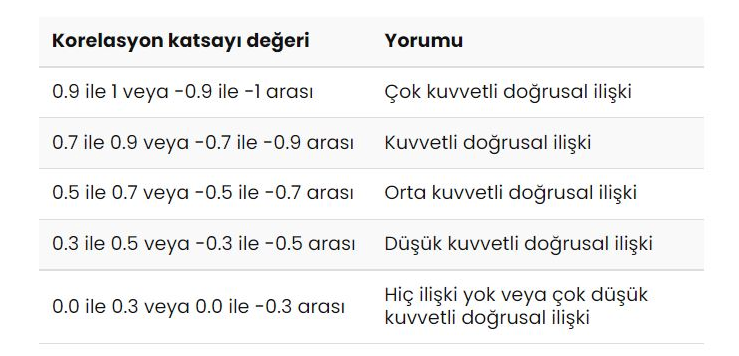 Korelasyon katsayı değeri Yorumu
0.9 ile 1 veya -0.9 ile -1 arası Çok kuvvetli doğrusal ilişki
0.7 ile 0.9 veya -0.7 ile -0.9 arası Kuvvetli doğrusal ilişki
0.5 ile 0.7 veya -0.5 ile -0.7 arası Orta kuvvetli doğrusal ilişki
0.3 ile 0.5 veya -0.3 ile -0.5 arası Düşük kuvvetli doğrusal ilişki
0.0 ile 0.3 veya 0.0 ile -0.3 arası Hiç ilişki yok veya çok düşük
kuvvetli doğrusal ilişki